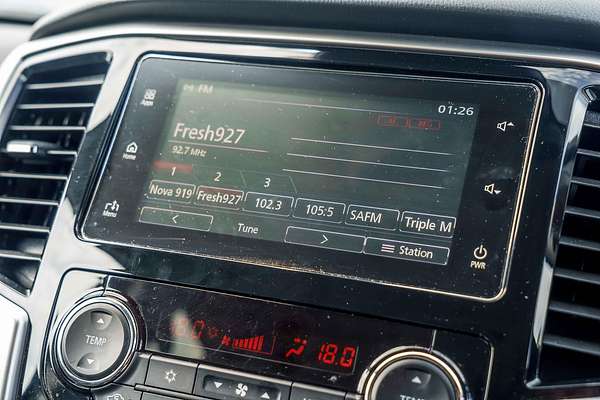 FM
01:26
Apps
Fresh927
92.7 MHz
Home
1 2 3
Nova 919 Fresh927 102.3 105:5 SAFM Triple M
Menu
< Tune > Station
PWR
TEMP
18.0 18.0